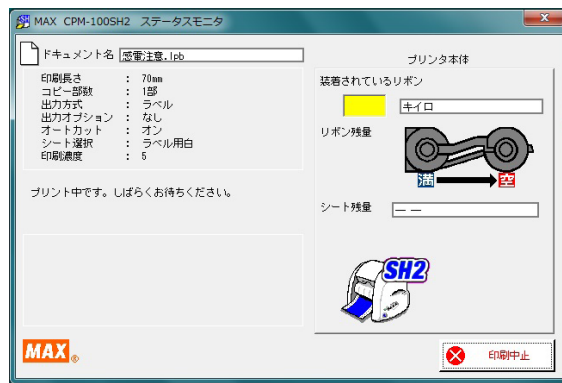 MAX CPM-100SH2 ステータスモニタ
ドキュメント名 感電注意.lpb
印刷長さ : 70mm
コピー部数 : 1部
出力方式 : ラベル
出力オプション : なし
オートカット : オン
シート選択 : ラベル用白
印刷濃度 : 5
プリント中です。しばらくお待ちください。
プリンタ本体
装着されているリボン
キイロ
リボン残量
満 空
シート残量 — —
SH2
MAX®
印刷中止